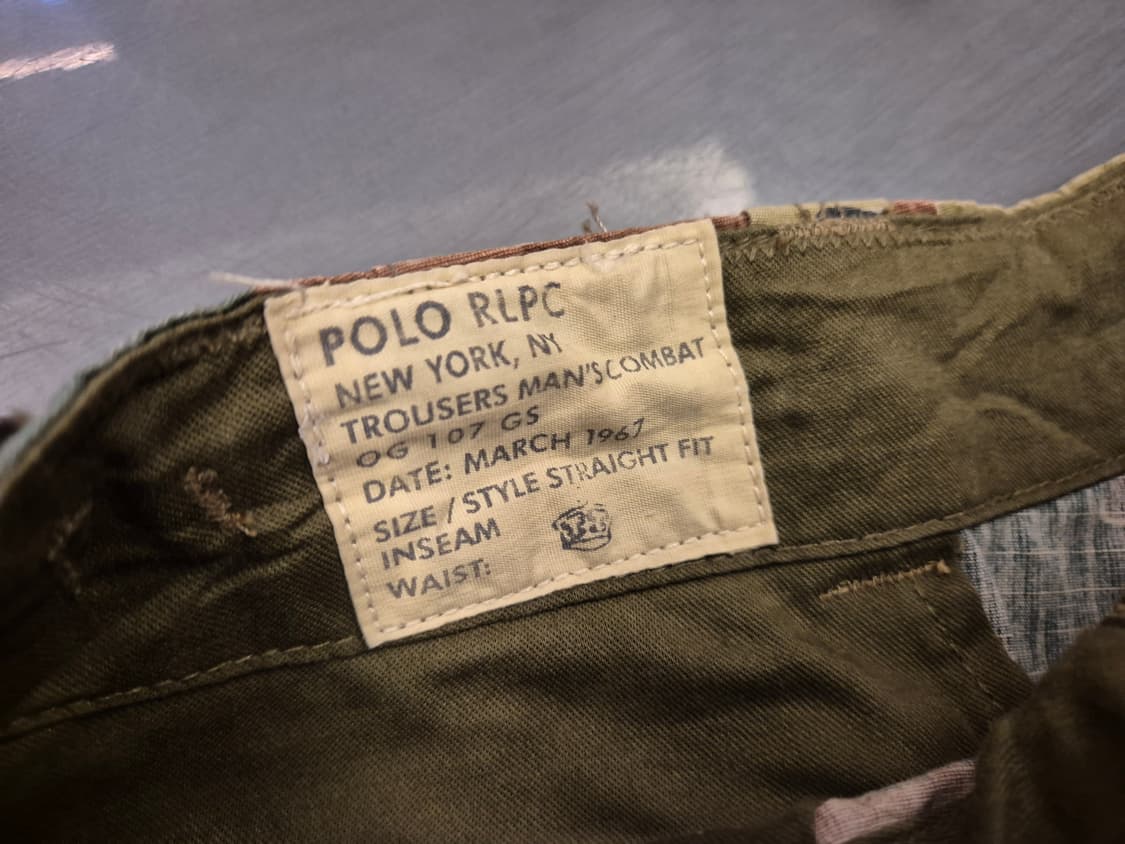 POLO RLPC
NEW YORK, NY
TROUSERS MAN'S COMBAT
OG 107 GS
DATE: MARCH 1967
SIZE / STYLE STRAIGHT FIT
INSEAM
WAIST: